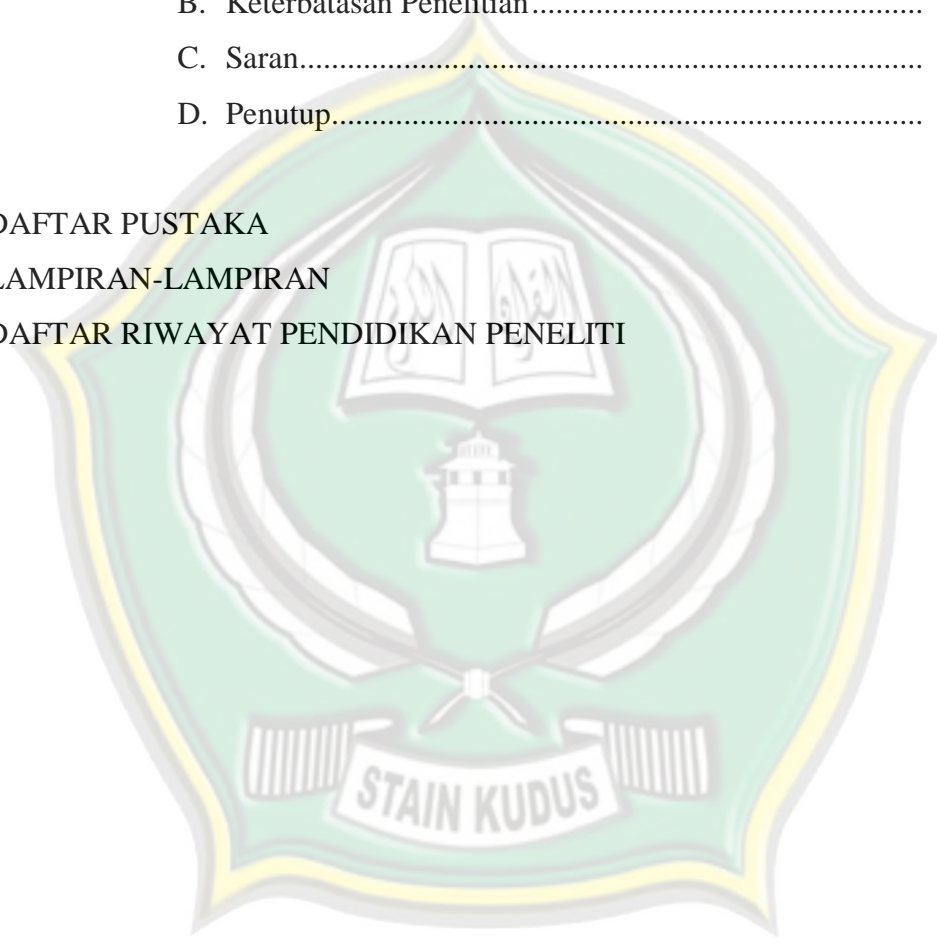 B. Keterbatasan Penelitian..................................................
C. Saran..............................................................................
D. Penutup..........................................................................
DAFTAR PUSTAKA
LAMPIRAN-LAMPIRAN
DAFTAR RIWAYAT PENDIDIKAN PENELITI
STAIN KUDUS